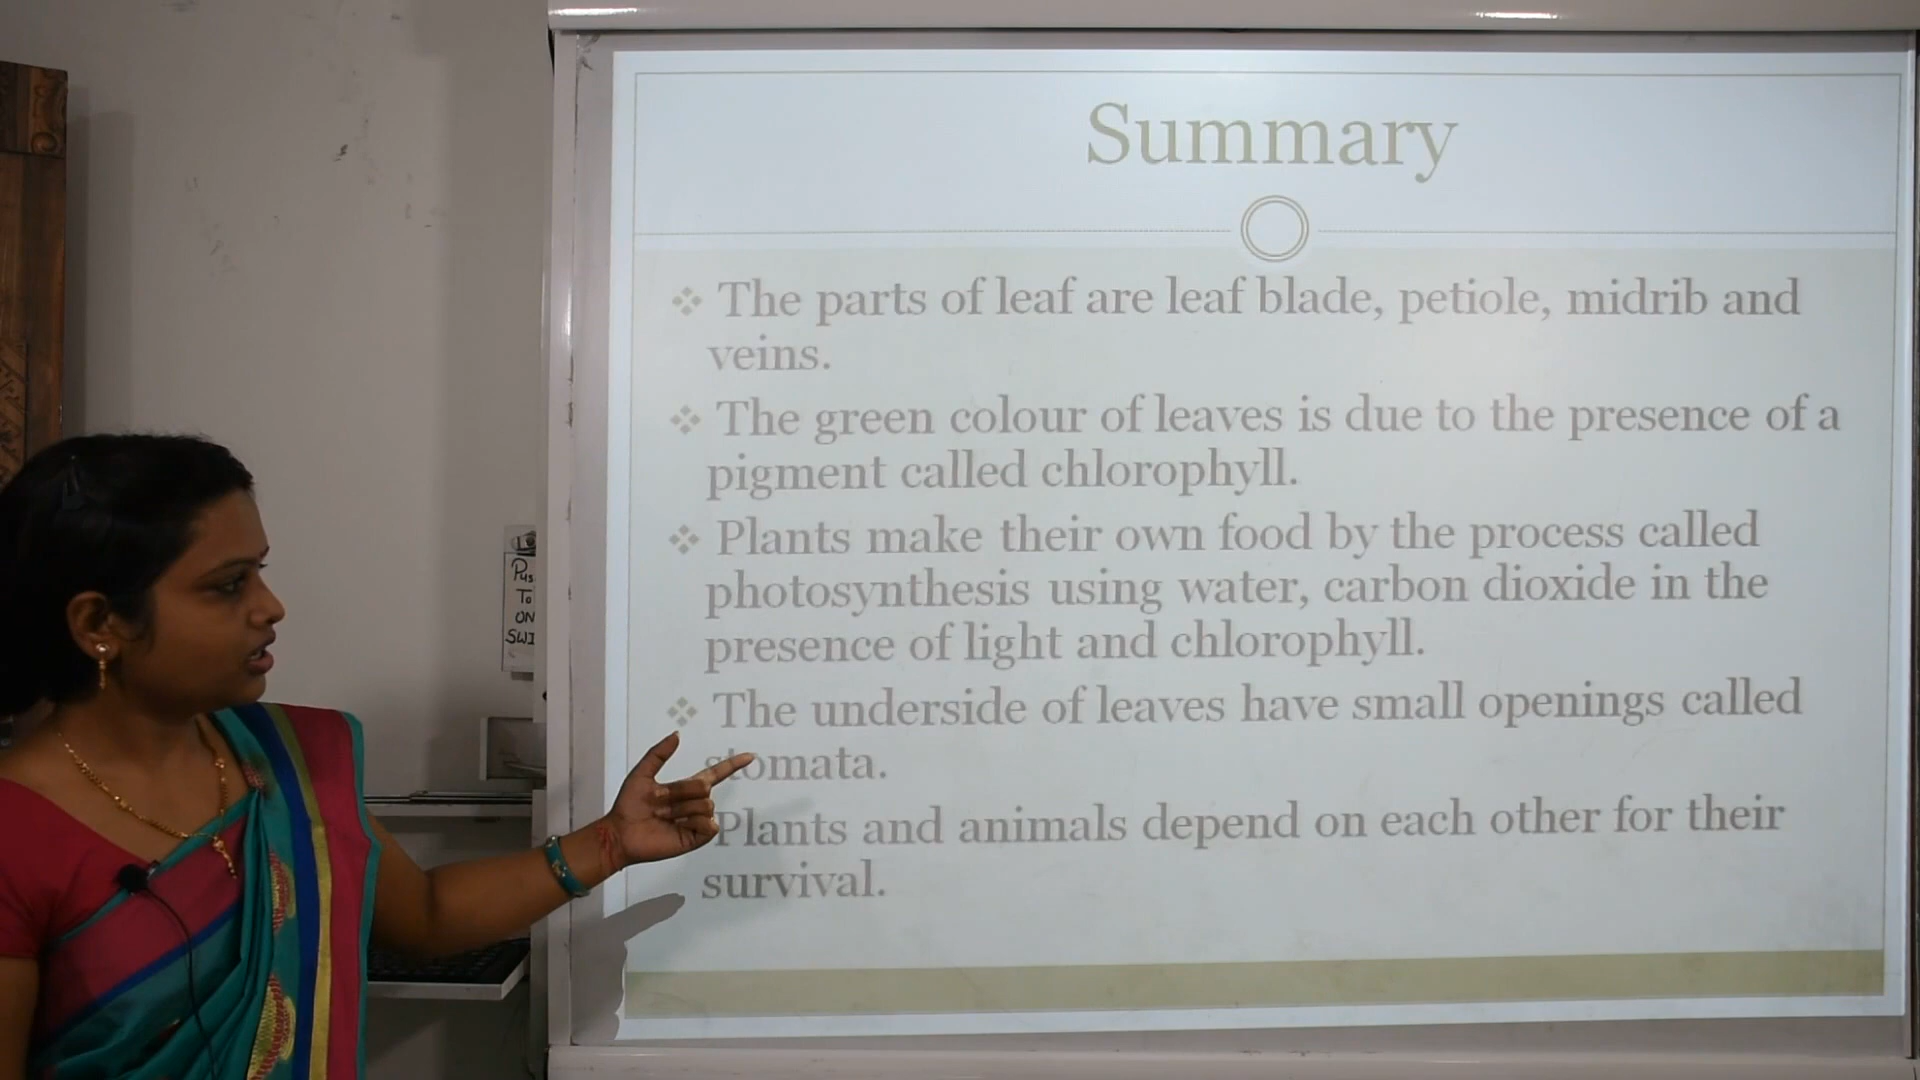 Summary
The parts of leaf are leaf blade, petiole, midrib and
veins.
The green colour of leaves is due to the presence of a
pigment called chlorophyll.
Plants make their own food by the process called
photosynthesis using water, carbon dioxide in the
presence of light and chlorophyll.
The underside of leaves have small openings called
stomata.
Plants and animals depend on each other for their
survival.
To
ON